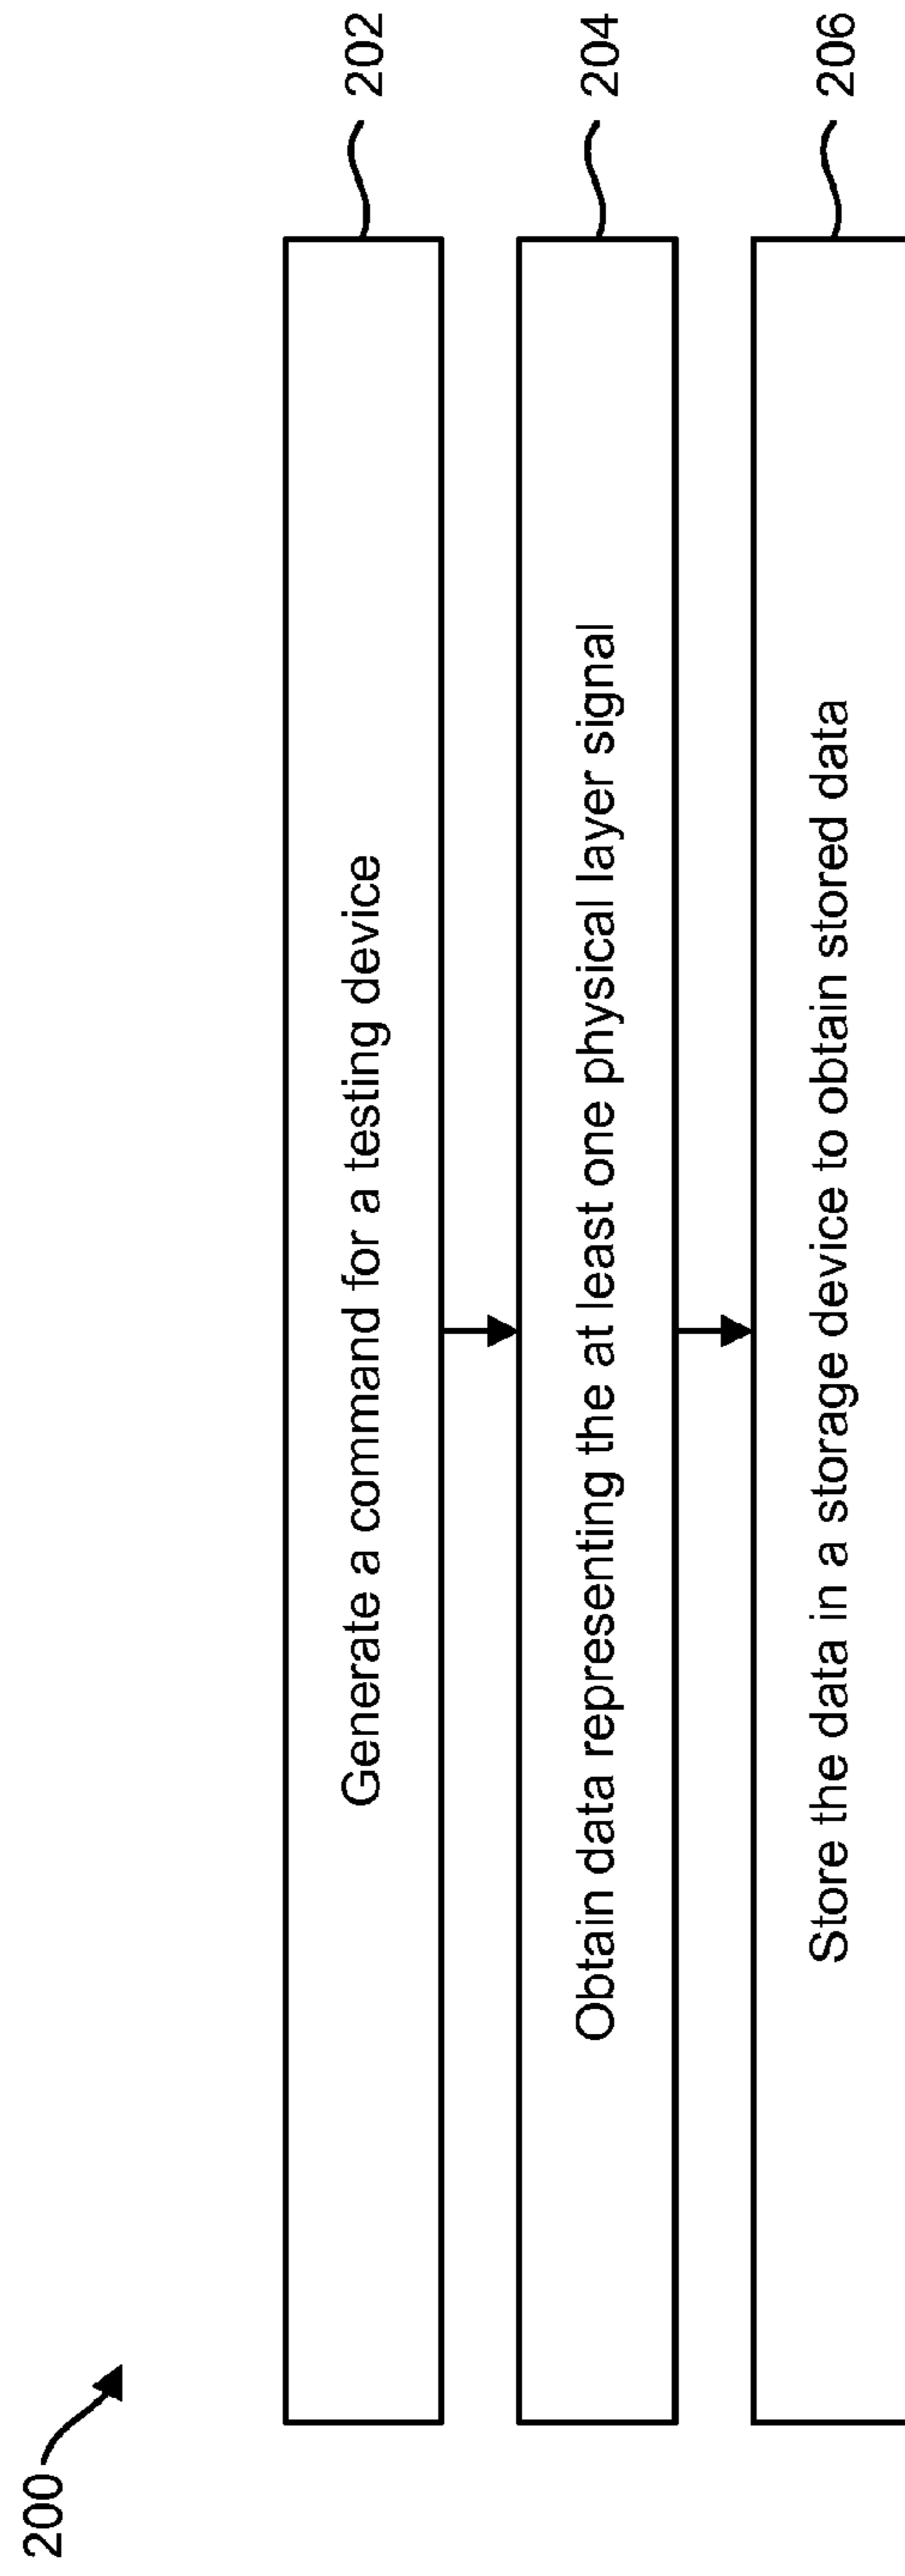 200
Generate a command for a testing device
202
Obtain data representing the at least one physical layer signal
204
Store the data in a storage device to obtain stored data
206